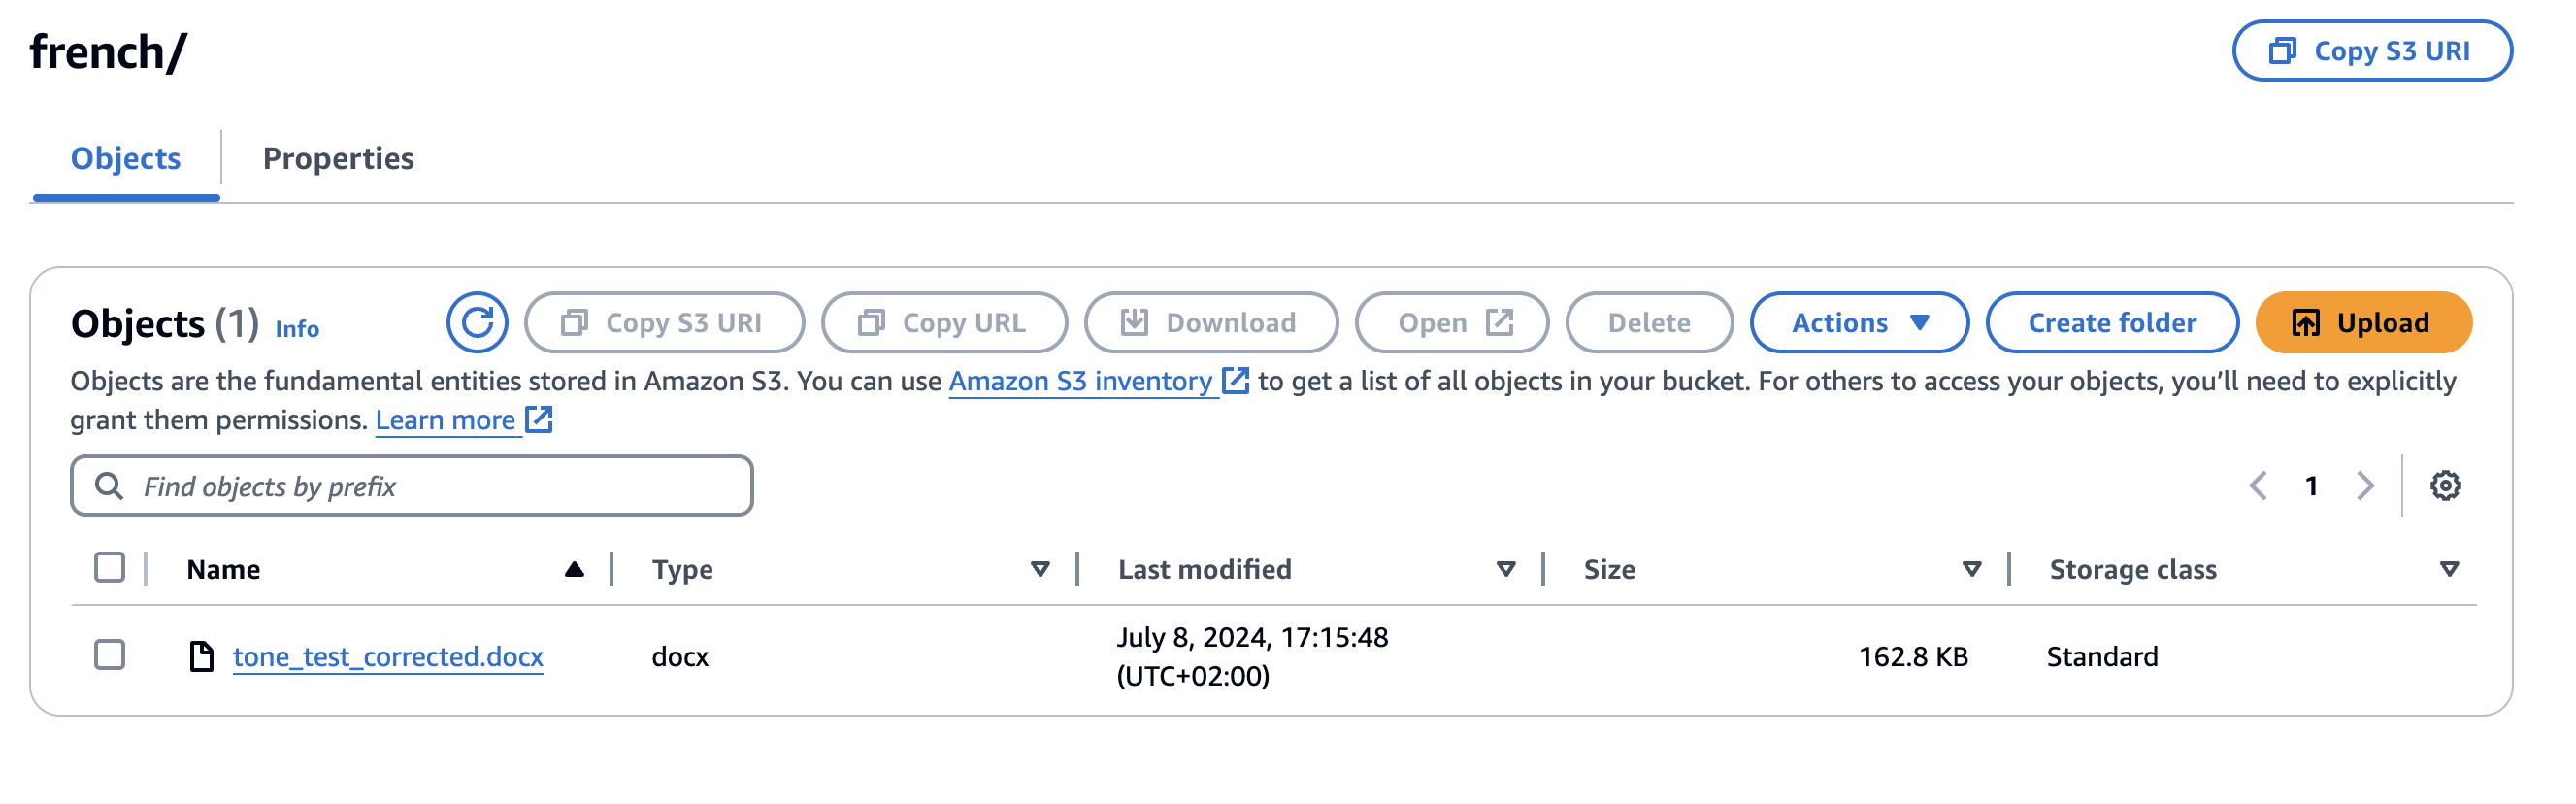 french/
Copy S3 URI
Objects
Properties
Objects (1) Info
Copy S3 URI
Copy URL
Download
Open
Delete
Actions
Create folder
Upload
Objects are the fundamental entities stored in Amazon S3. You can use Amazon S3 inventory to get a list of all objects in your bucket. For others to access your objects, you’ll need to explicitly
grant them permissions. Learn more
Find objects by prefix
1
Name
Type
Last modified
Size
Storage class
tone_test_corrected.docx
docx
July 8, 2024, 17:15:48
(UTC+02:00)
162.8 KB
Standard